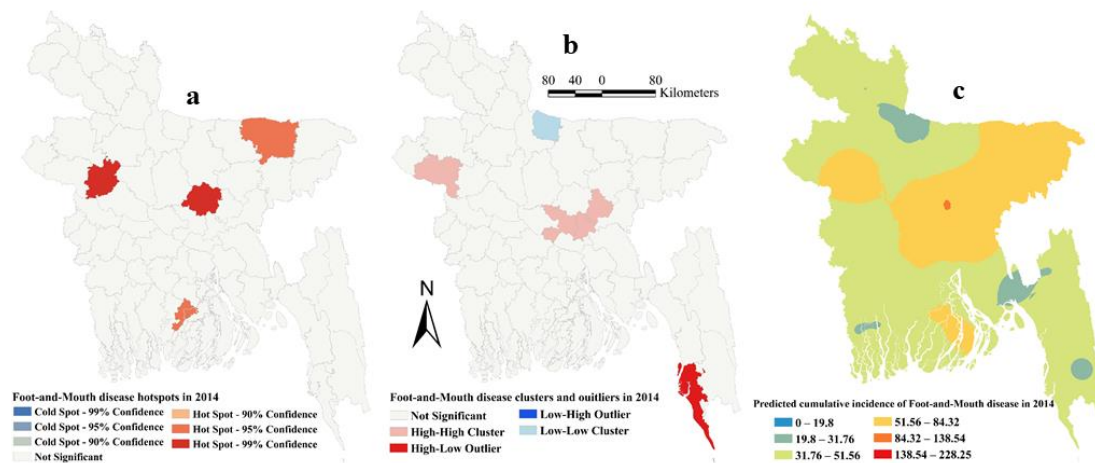 a
b
c
80 40 0 80
Kilometers
N
Foot-and-Mouth disease hotspots in 2014
Cold Spot - 99% Confidence
Cold Spot - 95% Confidence
Cold Spot - 90% Confidence
Not Significant
Hot Spot - 90% Confidence
Hot Spot - 95% Confidence
Hot Spot - 99% Confidence
Foot-and-Mouth disease clusters and ouitliers in 2014
Not Significant
High-High Cluster
High-Low Outlier
Low-High Outlier
Low-Low Cluster
Predicted cumulative incidence of Foot-and-Mouth disease in 2014
0 – 19.8
19.8 – 31.76
31.76 – 51.56
51.56 – 84.32
84.32 – 138.54
138.54 – 228.25